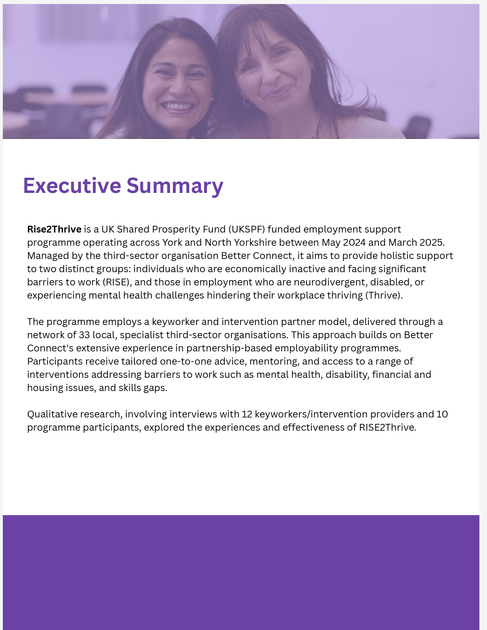 Executive Summary
Rise2Thrive is a UK Shared Prosperity Fund (UKSPF) funded employment support
programme operating across York and North Yorkshire between May 2024 and March 2025.
Managed by the third-sector organisation Better Connect, it aims to provide holistic support
to two distinct groups: individuals who are economically inactive and facing significant
barriers to work (RISE), and those in employment who are neurodivergent, disabled, or
experiencing mental health challenges hindering their workplace thriving (Thrive).
The programme employs a keyworker and intervention partner model, delivered through a
network of 33 local, specialist third-sector organisations. This approach builds on Better
Connect's extensive experience in partnership-based employability programmes.
Participants receive tailored one-to-one advice, mentoring, and access to a range of
interventions addressing barriers to work such as mental health, disability, financial and
housing issues, and skills gaps.
Qualitative research, involving interviews with 12 keyworkers/intervention providers and 10
programme participants, explored the experiences and effectiveness of RISE2Thrive.